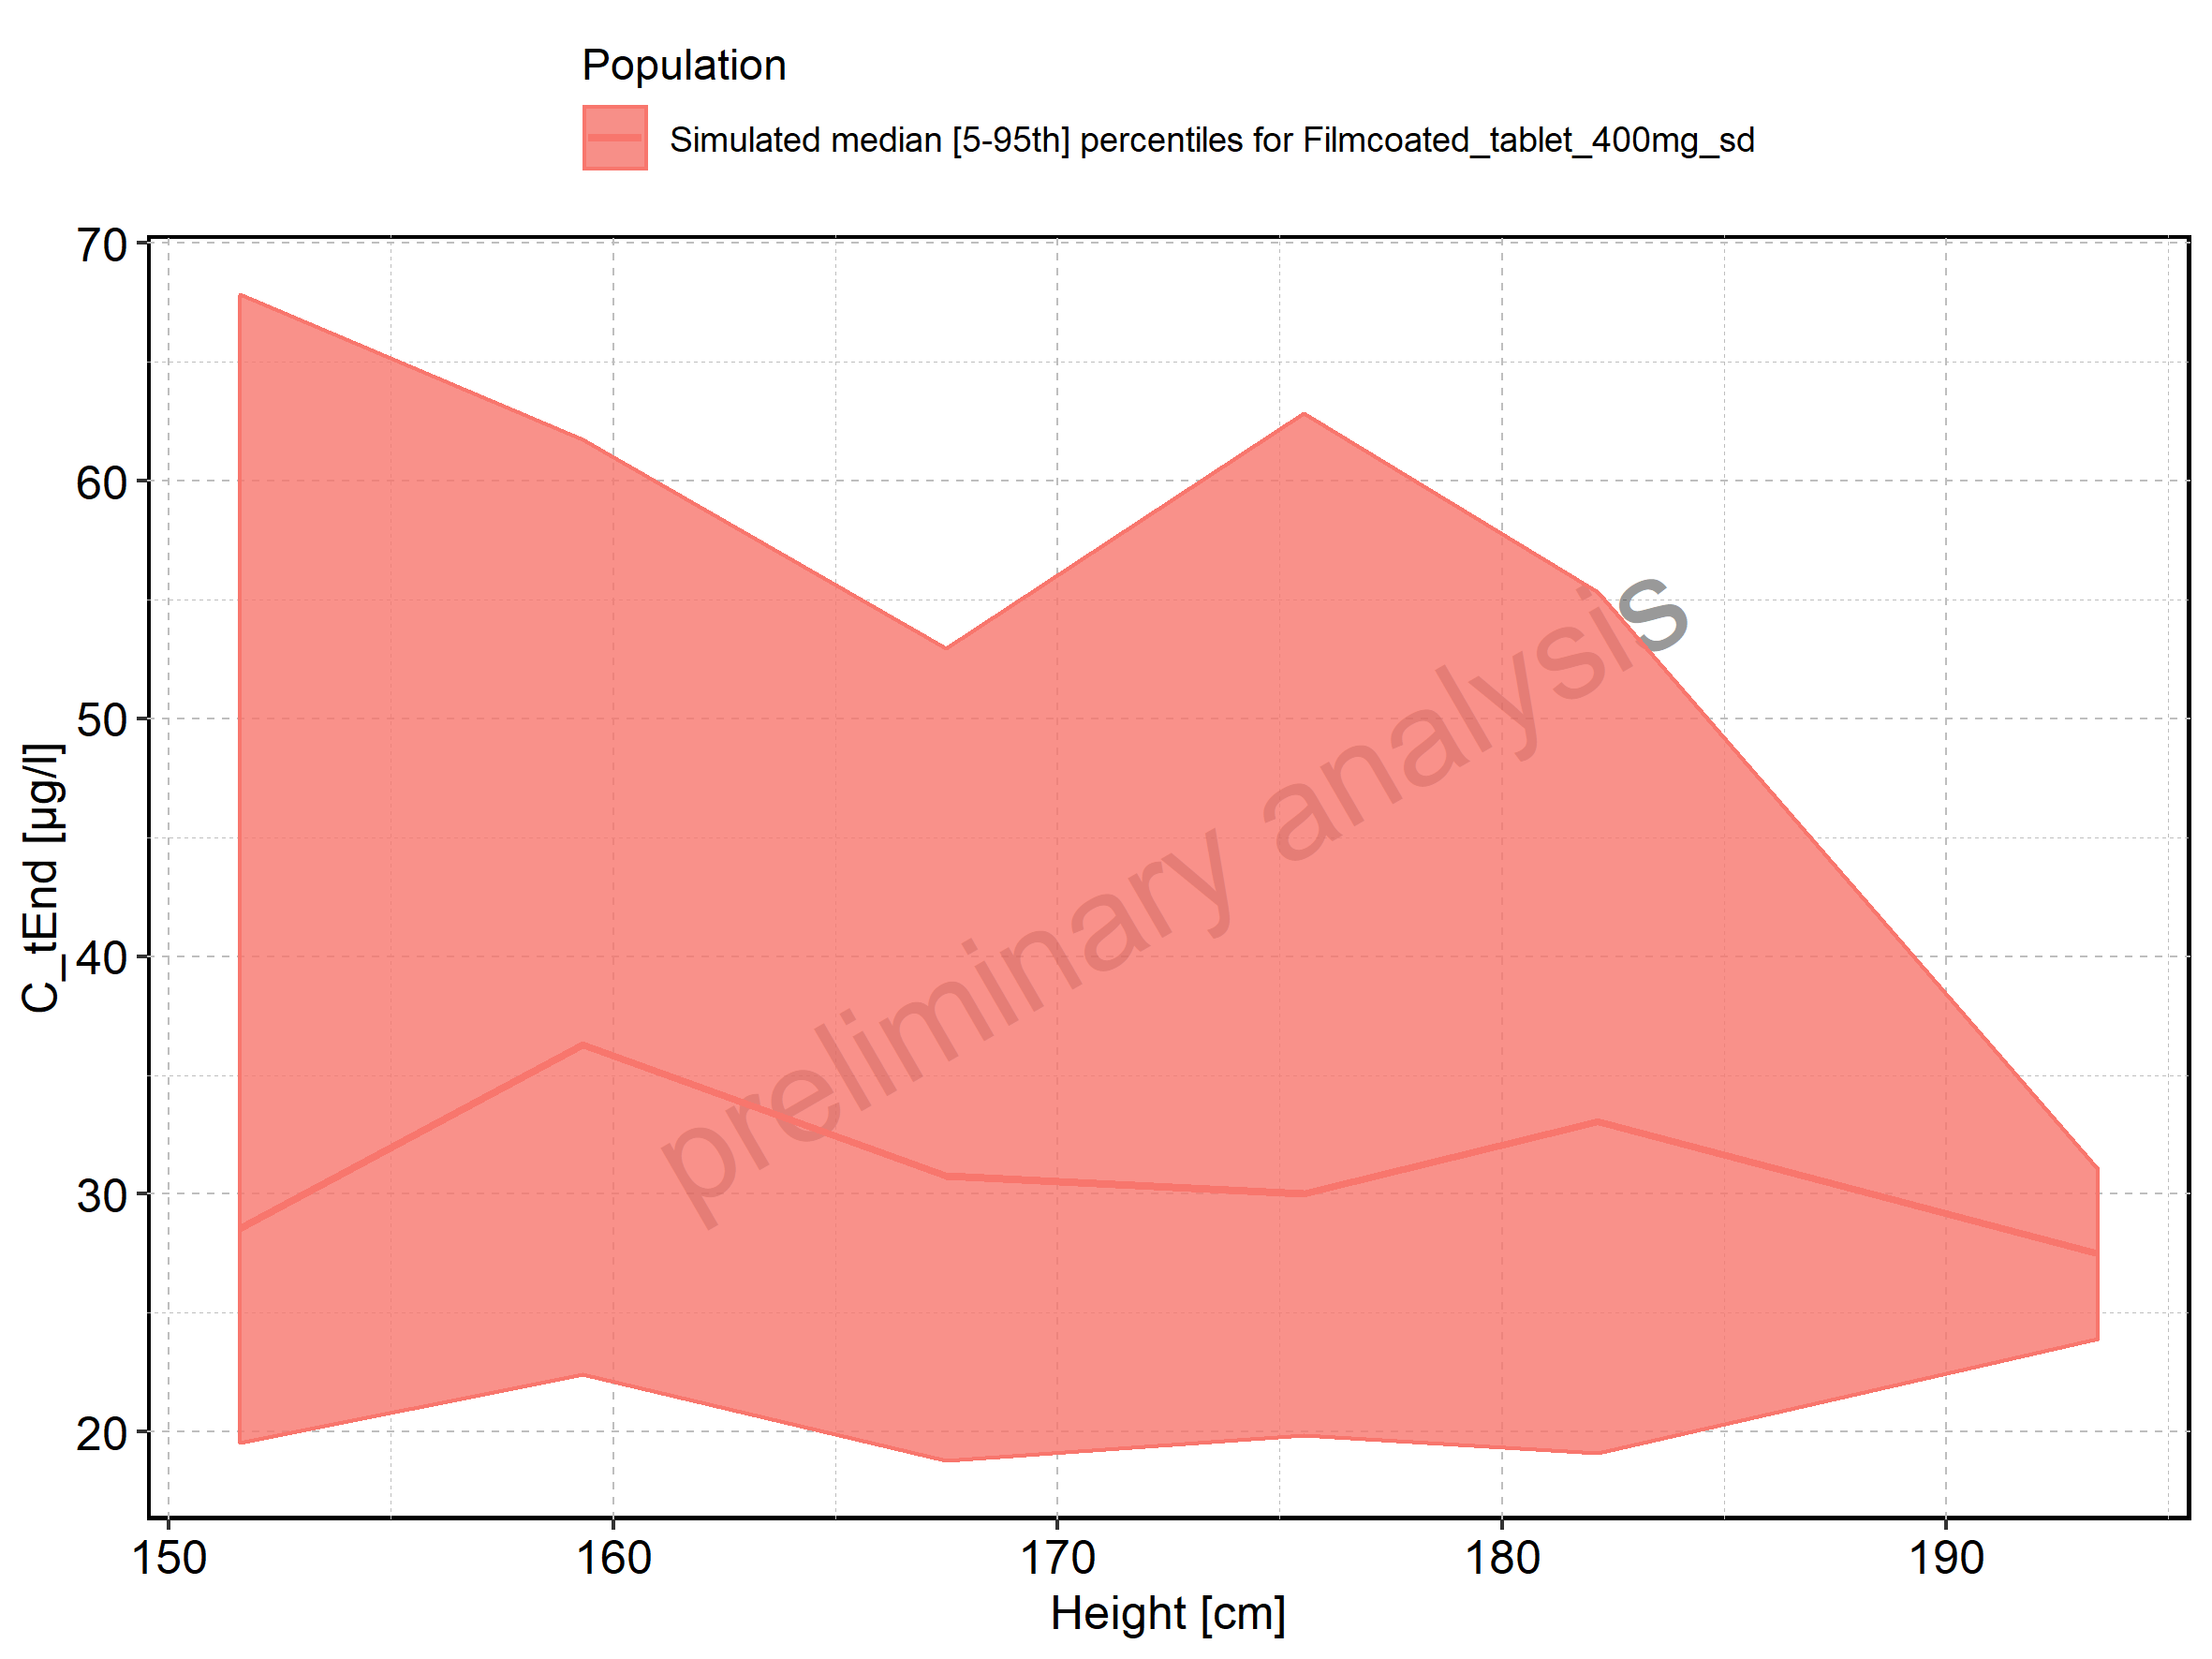 Population
Simulated median [5-95th] percentiles for Filmcoated_tablet_400mg_sd
70
60
50
40
30
20
C_tEnd [µg/l]
preliminary analysis
150 160 170 180 190
Height [cm]